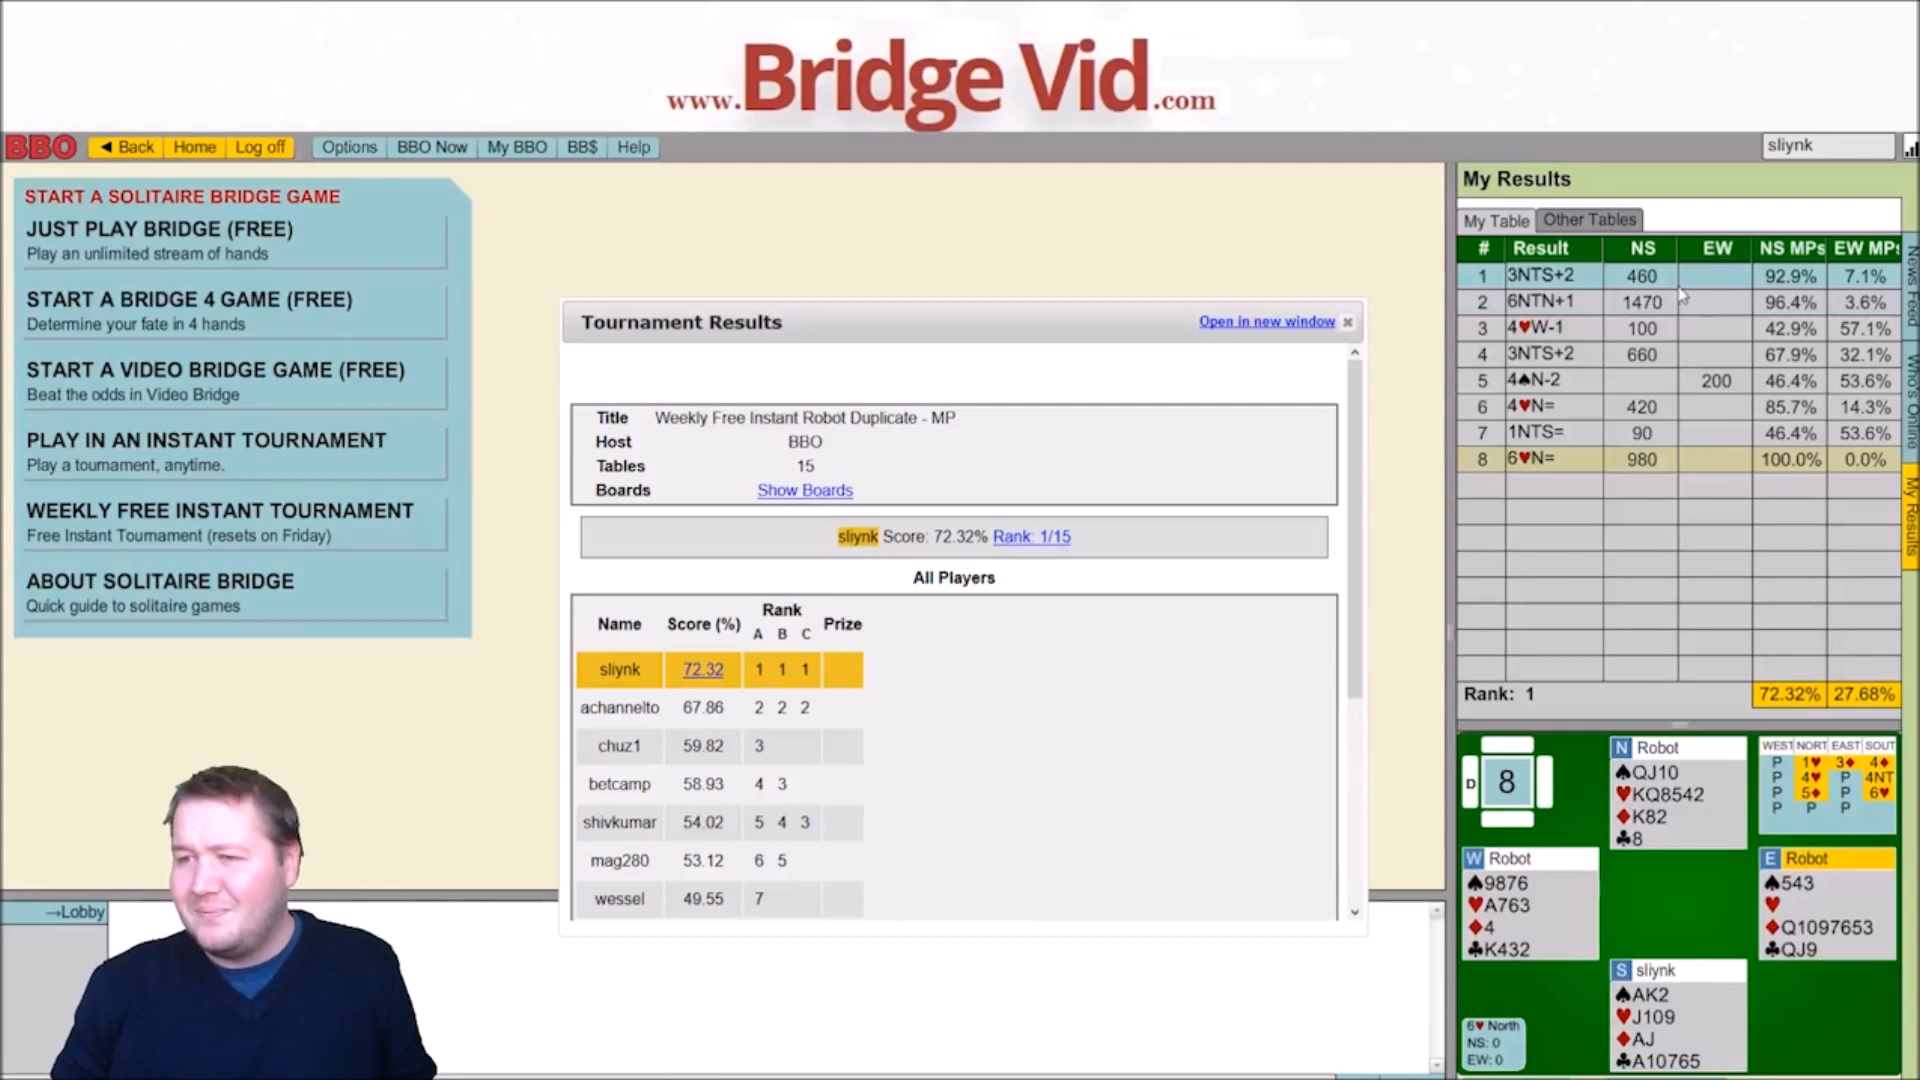 www.Bridge Vid.com
BBO ◄ Back Home Log off Options BBO Now My BBO BB$ Help sliynk
START A SOLITAIRE BRIDGE GAME
JUST PLAY BRIDGE (FREE)
Play an unlimited stream of hands
START A BRIDGE 4 GAME (FREE)
Determine your fate in 4 hands
START A VIDEO BRIDGE GAME (FREE)
Beat the odds in Video Bridge
PLAY IN AN INSTANT TOURNAMENT
Play a tournament, anytime.
WEEKLY FREE INSTANT TOURNAMENT
Free Instant Tournament (resets on Friday)
ABOUT SOLITAIRE BRIDGE
Quick guide to solitaire games
→Lobby
Tournament Results Open in new window
Title Weekly Free Instant Robot Duplicate - MP
Host BBO
Tables 15
Boards Show Boards
sliynk Score: 72.32% Rank: 1/15
All Players
Name Score (%) Rank Prize
A B C
sliynk 72.32 1 1 1
achannelto 67.86 2 2 2
chuz1 59.82 3
betcamp 58.93 4 3
shivkumar 54.02 5 4 3
mag280 53.12 6 5
wessel 49.55 7
My Results
My Table Other Tables
# Result NS EW NS MPs EW MPs
1 3NTS+2 460 92.9% 7.1%
2 6NTN+1 1470 96.4% 3.6%
3 4♥W-1 100 42.9% 57.1%
4 3NTS+2 660 67.9% 32.1%
5 4♠N-2 200 46.4% 53.6%
6 4♥N= 420 85.7% 14.3%
7 1NTS= 90 46.4% 53.6%
8 6♥N= 980 100.0% 0.0%
Rank: 1 72.32% 27.68%
News Feed
Who's Online
My Results
D 8
N Robot
♠QJ10
♥KQ8542
♦K82
♣8
WEST NORT EAST SOUT
P 1♥ 3♦ 4♦
P 4♥ P 4NT
P 5♦ P 6♥
P P P
W Robot
♠9876
♥A763
♦4
♣K432
E Robot
♠543
♥
♦Q1097653
♣QJ9
S sliynk
♠AK2
♥J109
♦AJ
♣A10765
6♥ North
NS: 0
EW: 0